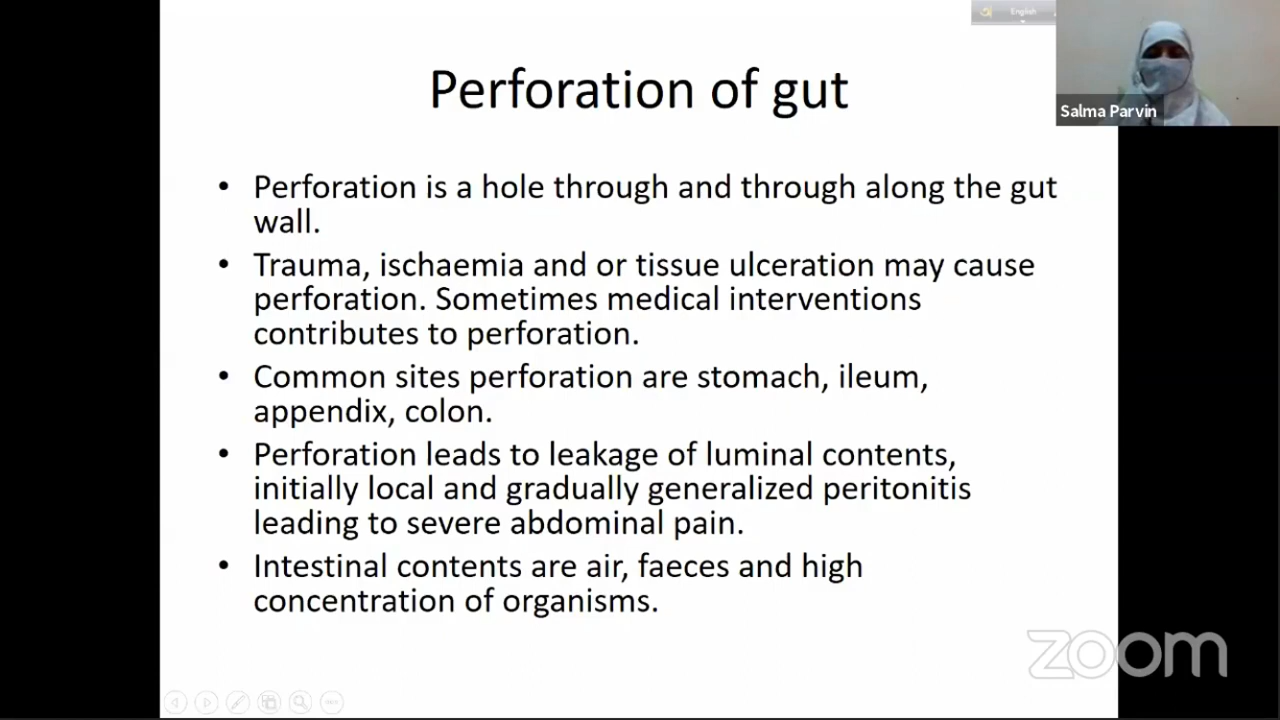 English
Perforation of gut
Salma Parvin
• Perforation is a hole through and through along the gut
wall.
• Trauma, ischaemia and or tissue ulceration may cause
perforation. Sometimes medical interventions
contributes to perforation.
• Common sites perforation are stomach, ileum,
appendix, colon.
• Perforation leads to leakage of luminal contents,
initially local and gradually generalized peritonitis
leading to severe abdominal pain.
• Intestinal contents are air, faeces and high
concentration of organisms.
zoom